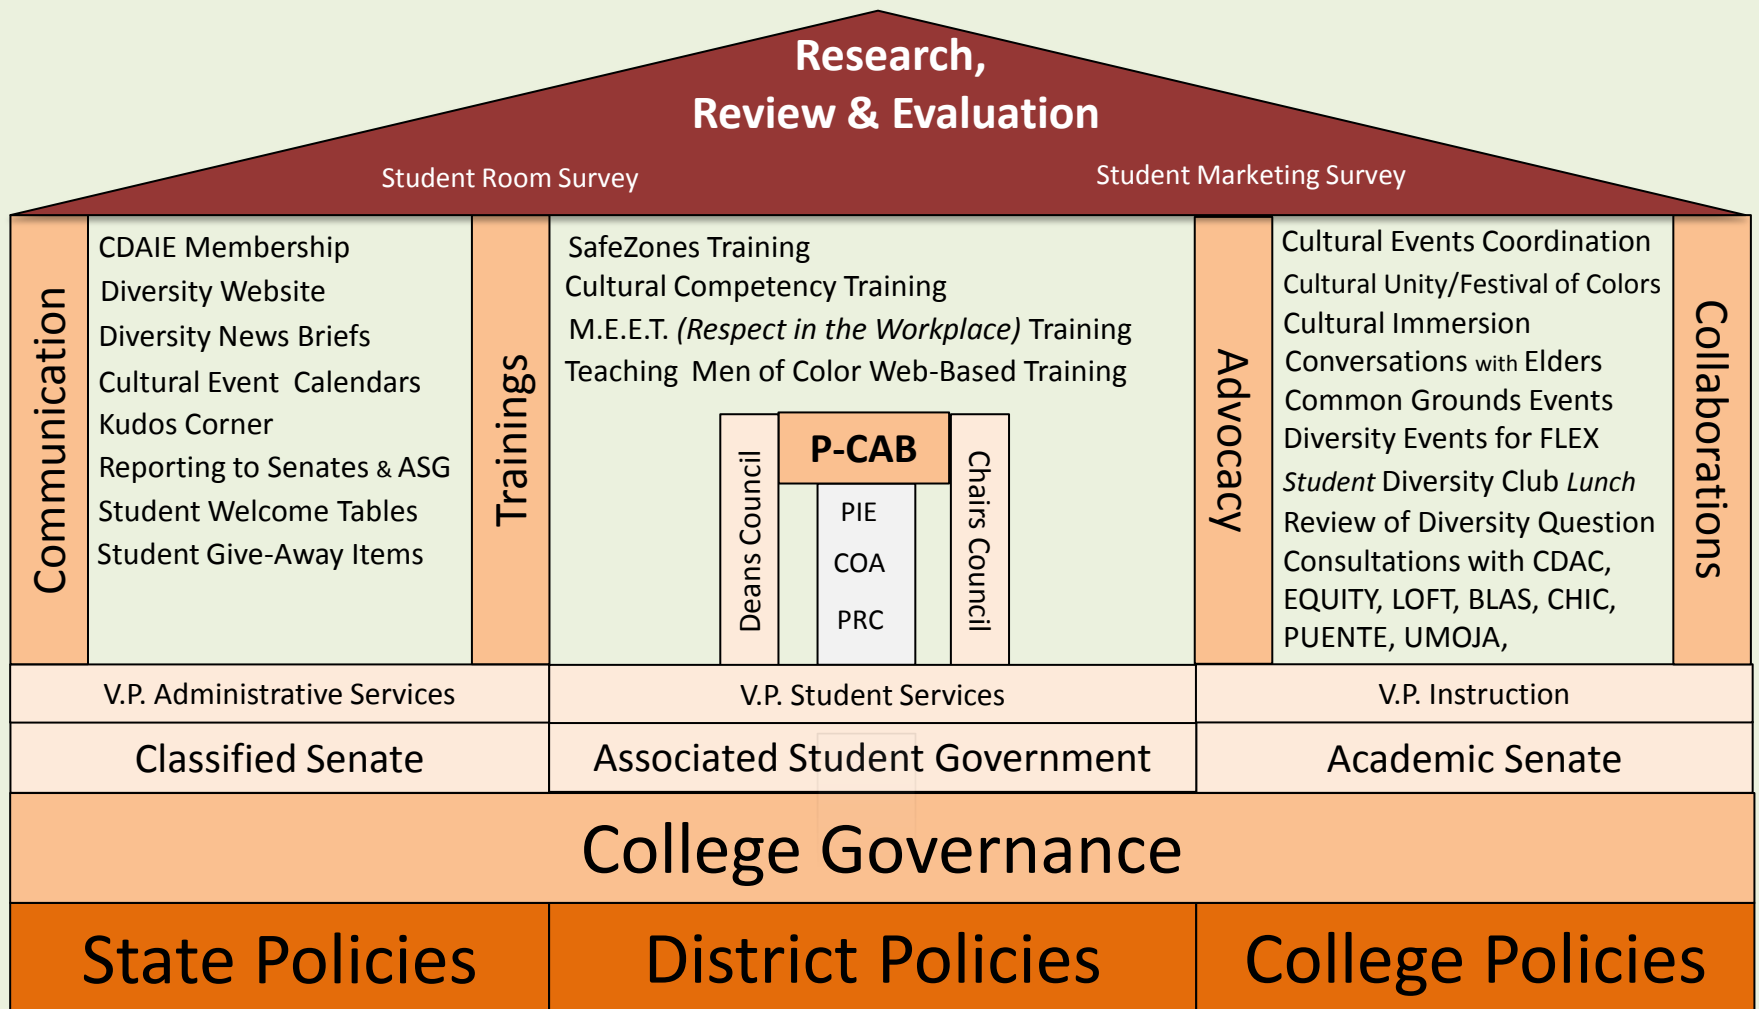 Research,
Review & Evaluation
Student Room Survey
Student Marketing Survey
Communication
CDAIE Membership
Diversity Website
Diversity News Briefs
Cultural Event Calendars
Kudos Corner
Reporting to Senates & ASG
Student Welcome Tables
Student Give-Away Items
Trainings
SafeZones Training
Cultural Competency Training
M.E.E.T. (Respect in the Workplace) Training
Teaching Men of Color Web-Based Training
Deans Council
P-CAB
PIE
COA
PRC
Chairs Council
Advocacy
Cultural Events Coordination
Cultural Unity/Festival of Colors
Cultural Immersion
Conversations with Elders
Common Grounds Events
Diversity Events for FLEX
Student Diversity Club Lunch
Review of Diversity Question
Consultations with CDAC,
EQUITY, LOFT, BLAS, CHIC,
PUENTE, UMOJA,
Collaborations
V.P. Administrative Services
V.P. Student Services
V.P. Instruction
Classified Senate
Associated Student Government
Academic Senate
College Governance
State Policies
District Policies
College Policies